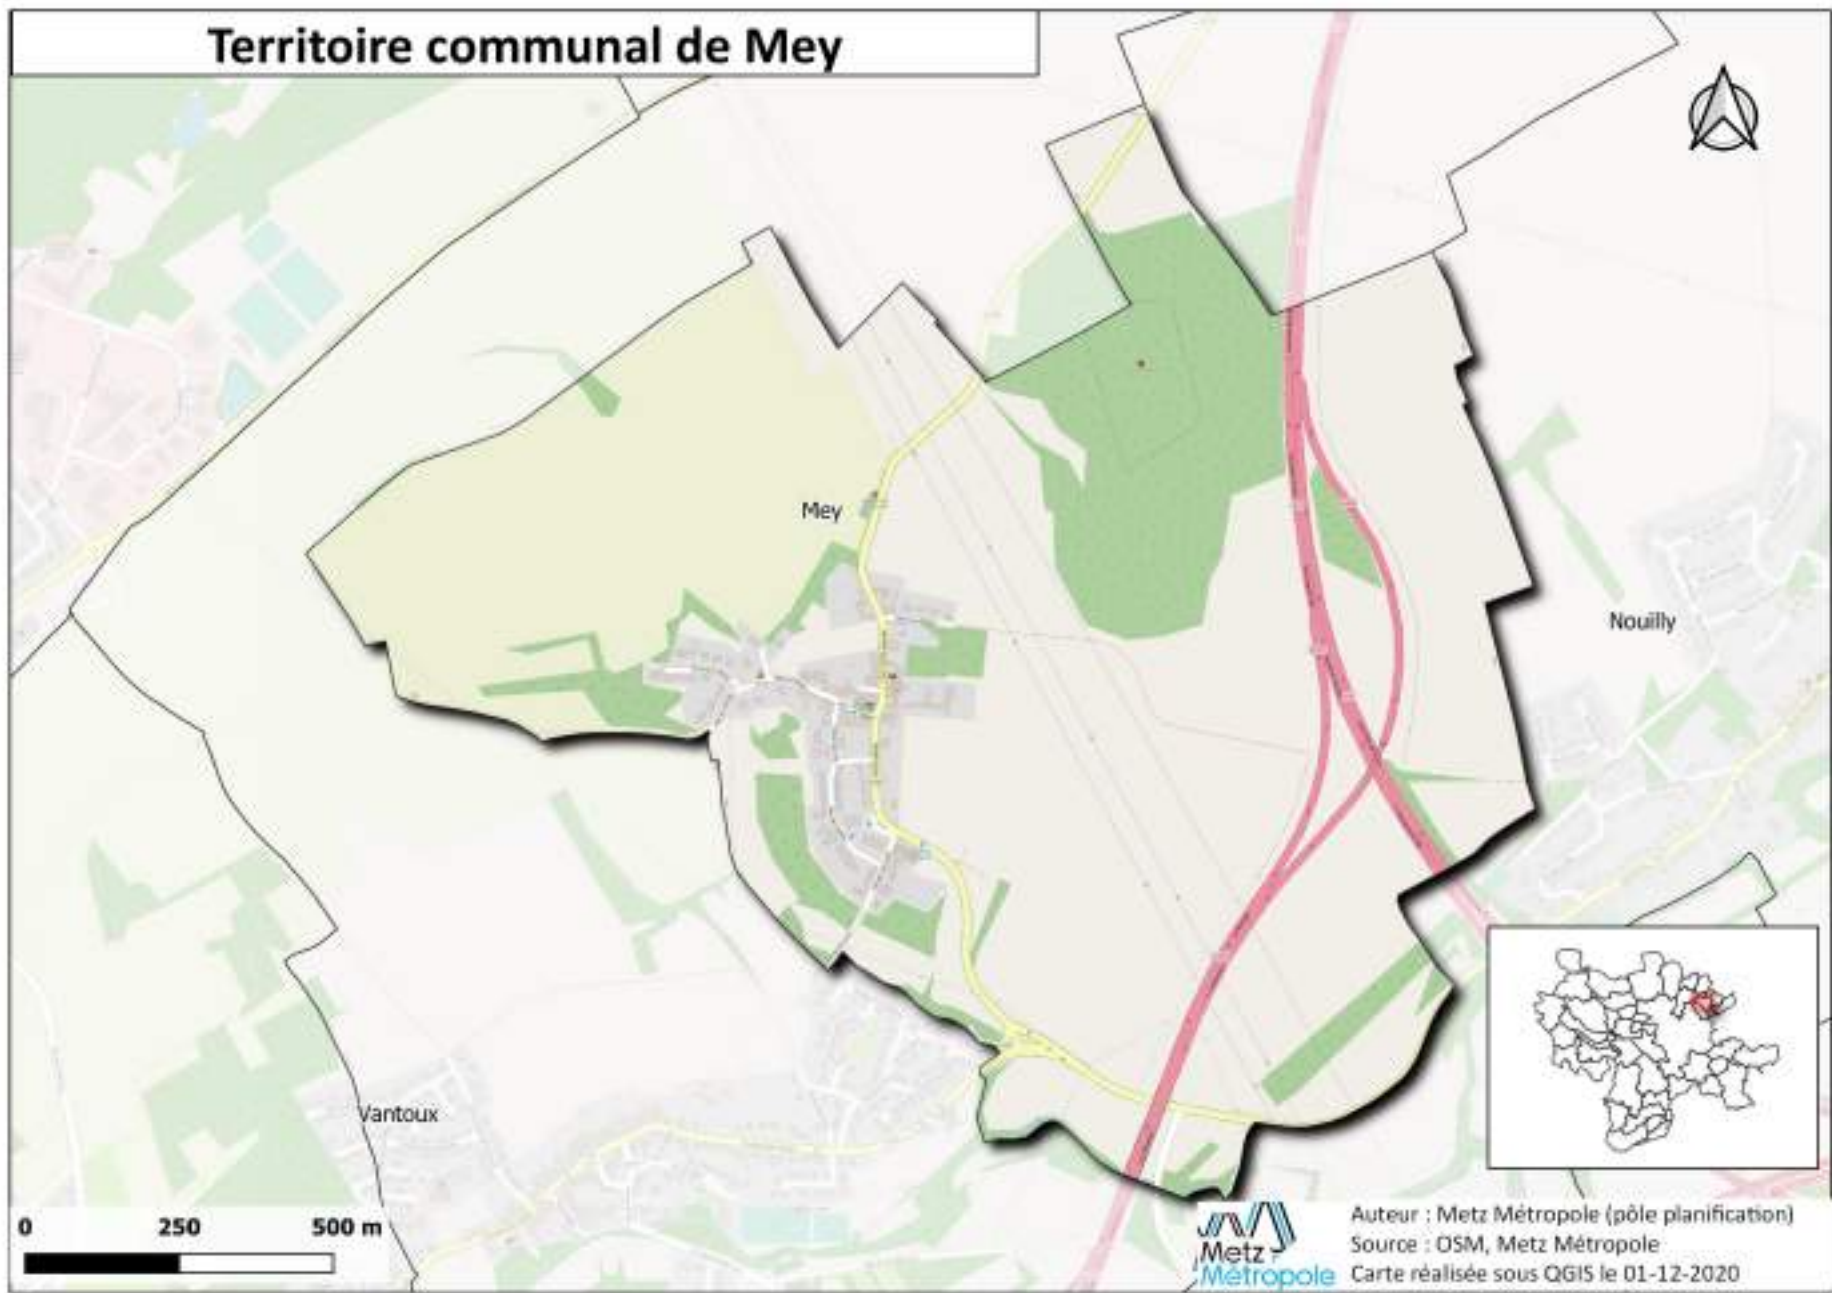 Territoire communal de Mey
Mey
Nouilly
Vantoux
0 250 500 m
Metz
Métropole
Auteur : Metz Métropole (pôle planification)
Source : OSM, Metz Métropole
Carte réalisée sous QGIS le 01-12-2020